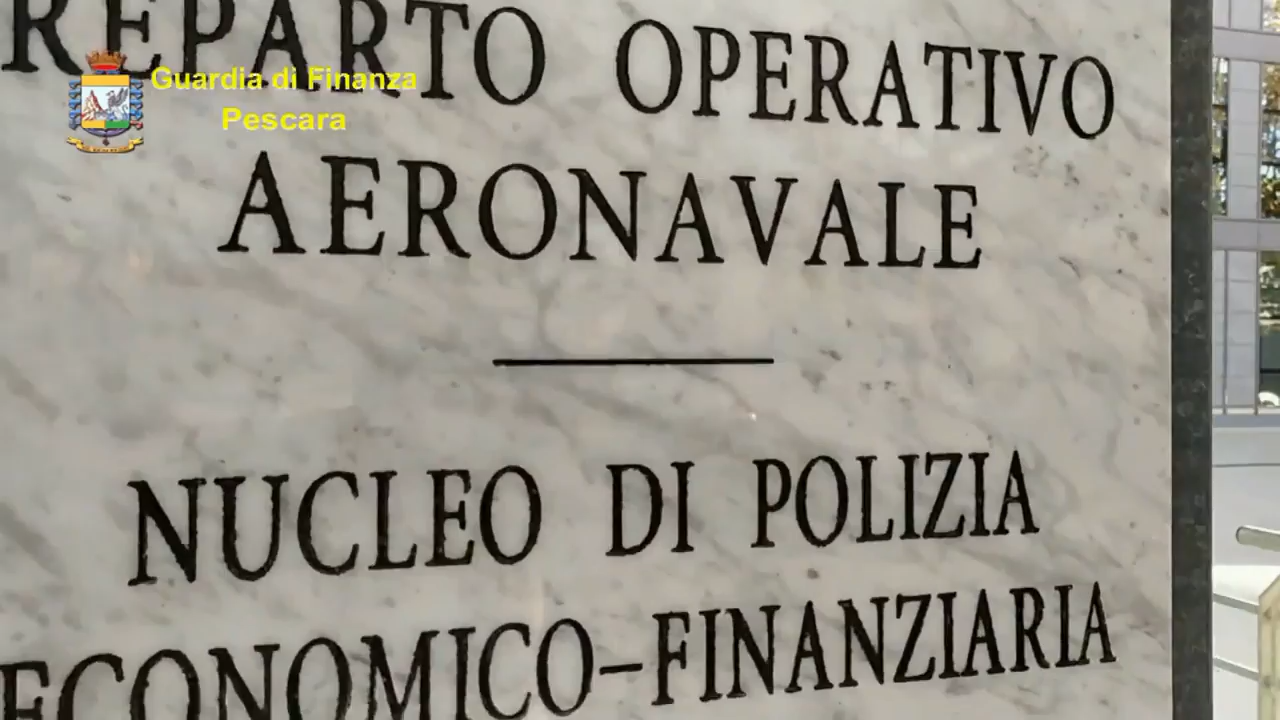 REPARTO OPERATIVO
Guardia di Finanza
Pescara
AERONAVALE
NUCLEO DI POLIZIA
ECONOMICO-FINANZIARIA